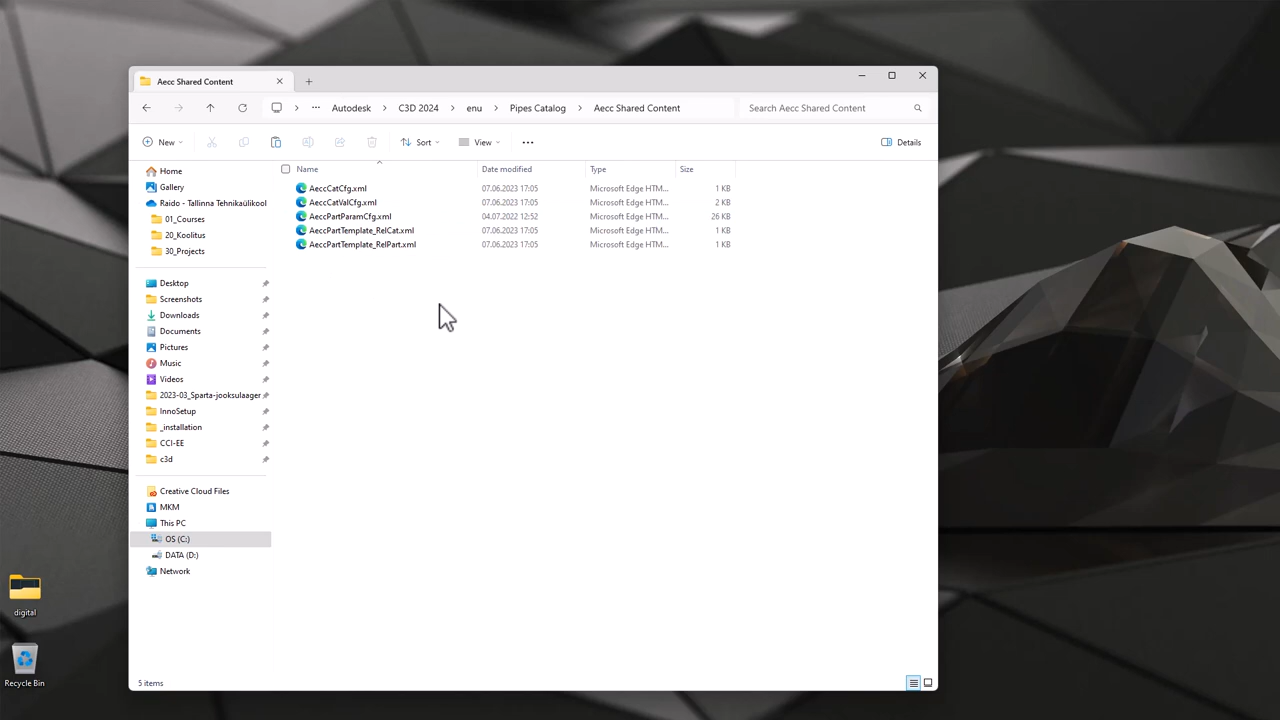 Aecc Shared Content
Autodesk
C3D 2024
enu
Pipes Catalog
Aecc Shared Content
Search Aecc Shared Content
New
Sort
View
Details
Name
Date modified
Type
Size
AeccCatCfg.xml 07.06.2023 17:05 Microsoft Edge HTM... 1 KB
AeccCatValCfg.xml 07.06.2023 17:05 Microsoft Edge HTM... 2 KB
AeccPartParamCfg.xml 04.07.2022 12:52 Microsoft Edge HTM... 26 KB
AeccPartTemplate_RelCat.xml 07.06.2023 17:05 Microsoft Edge HTM... 1 KB
AeccPartTemplate_RelPart.xml 07.06.2023 17:05 Microsoft Edge HTM... 1 KB
Home
Gallery
Raido - Tallinna Tehnikaülikool
01_Courses
20_Koolitus
30_Projects
Desktop
Screenshots
Downloads
Documents
Pictures
Music
Videos
2023-03_Sparta-jooksulaager
InnoSetup
_installation
CCI-EE
c3d
Creative Cloud Files
MKM
This PC
OS (C:)
DATA (D:)
Network
5 items
digital
Recycle Bin